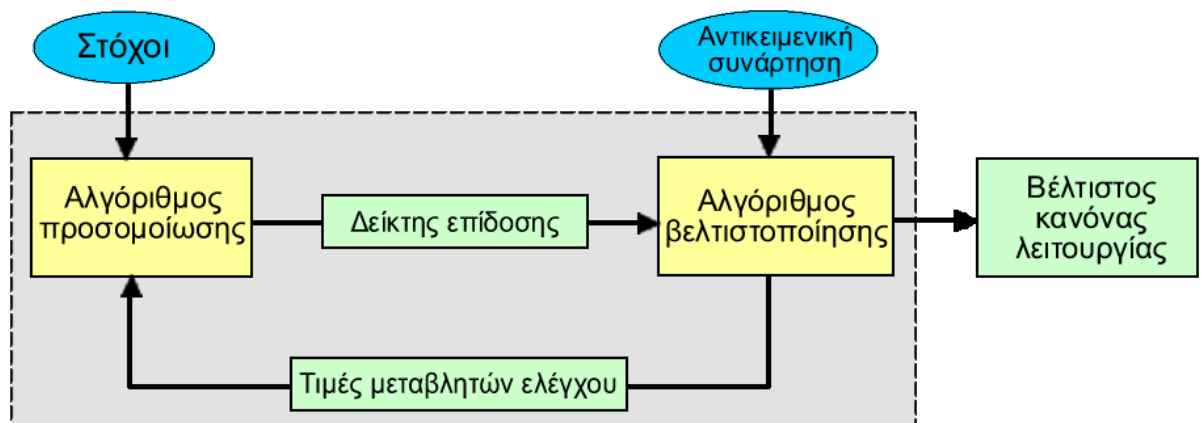 Στόχοι
Αντικειμενική
συνάρτηση
Αλγόριθμος
προσομοίωσης
Δείκτης επίδοσης
Αλγόριθμος
βελτιστοποίησης
Βέλτιστος
κανόνας
λειτουργίας
Τιμές μεταβλητών ελέγχου